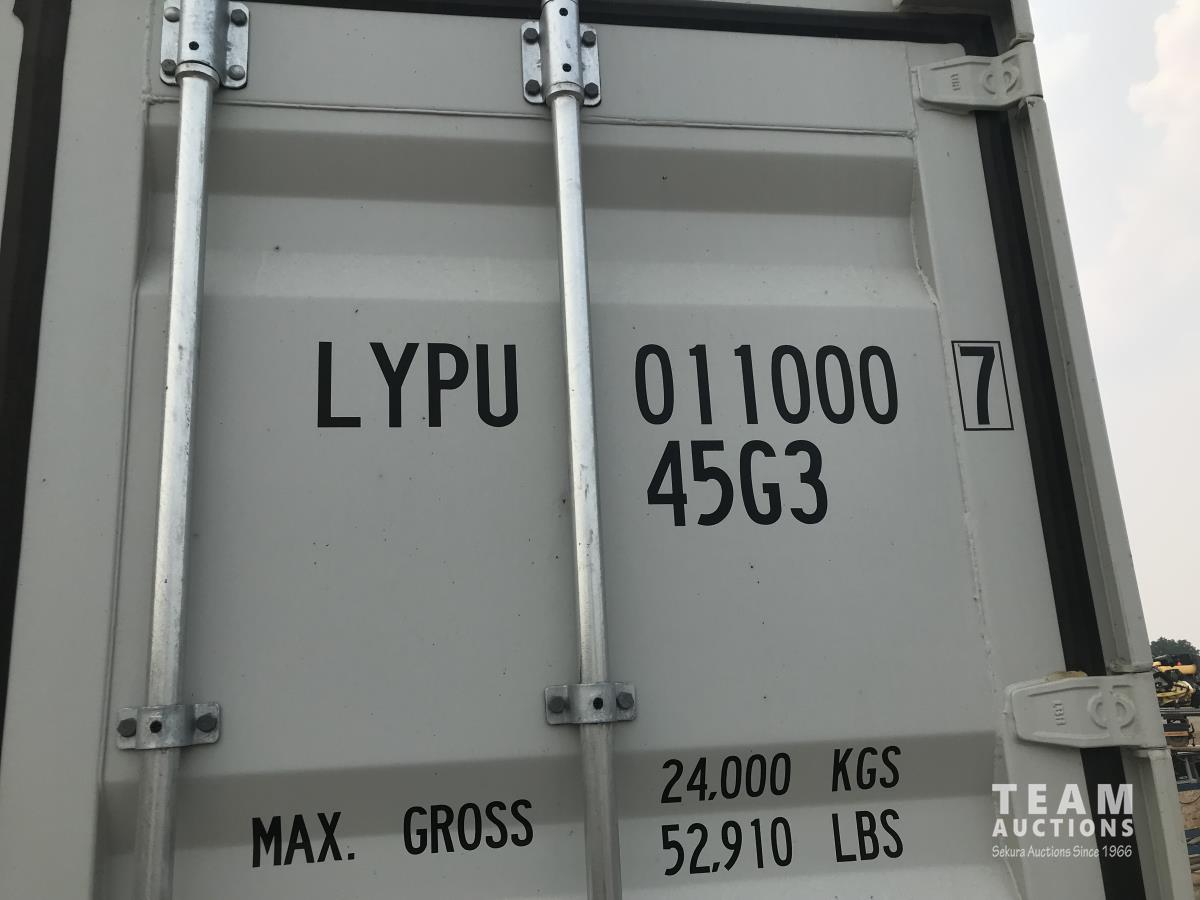 LYPU 011000 7
45G3
MAX. GROSS 24,000 KGS
52,910 LBS
TEAM
AUCTIONS
Sekura Auctions Since 1966